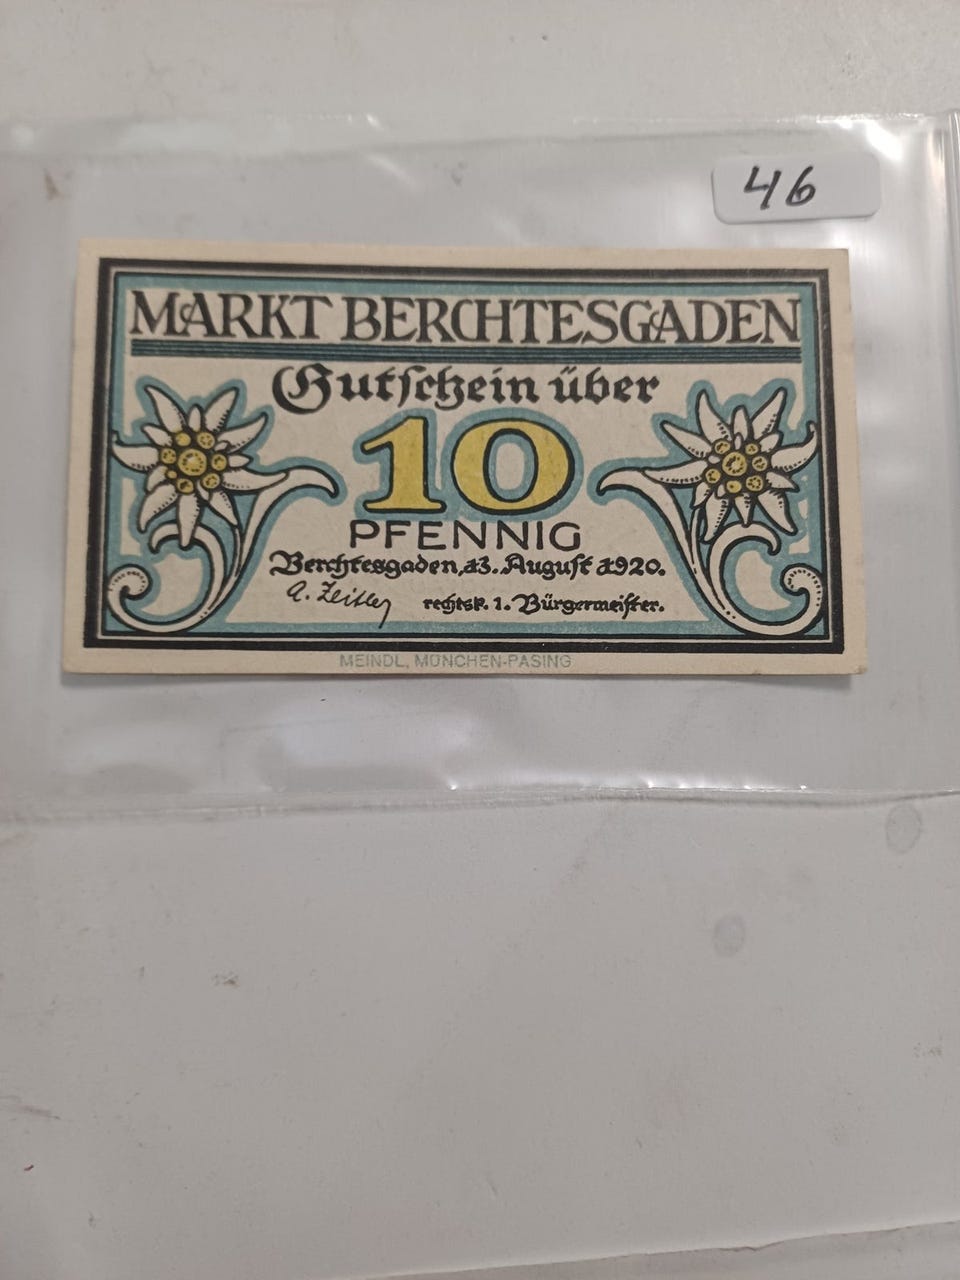 46
MARKT BERCHTESGADEN
Gutschein über
10
PFENNIG
Berchtesgaden, 13. August 1920.
rechtsk. 1. Bürgermeister.
MEINDL, MÜNCHEN-PASING